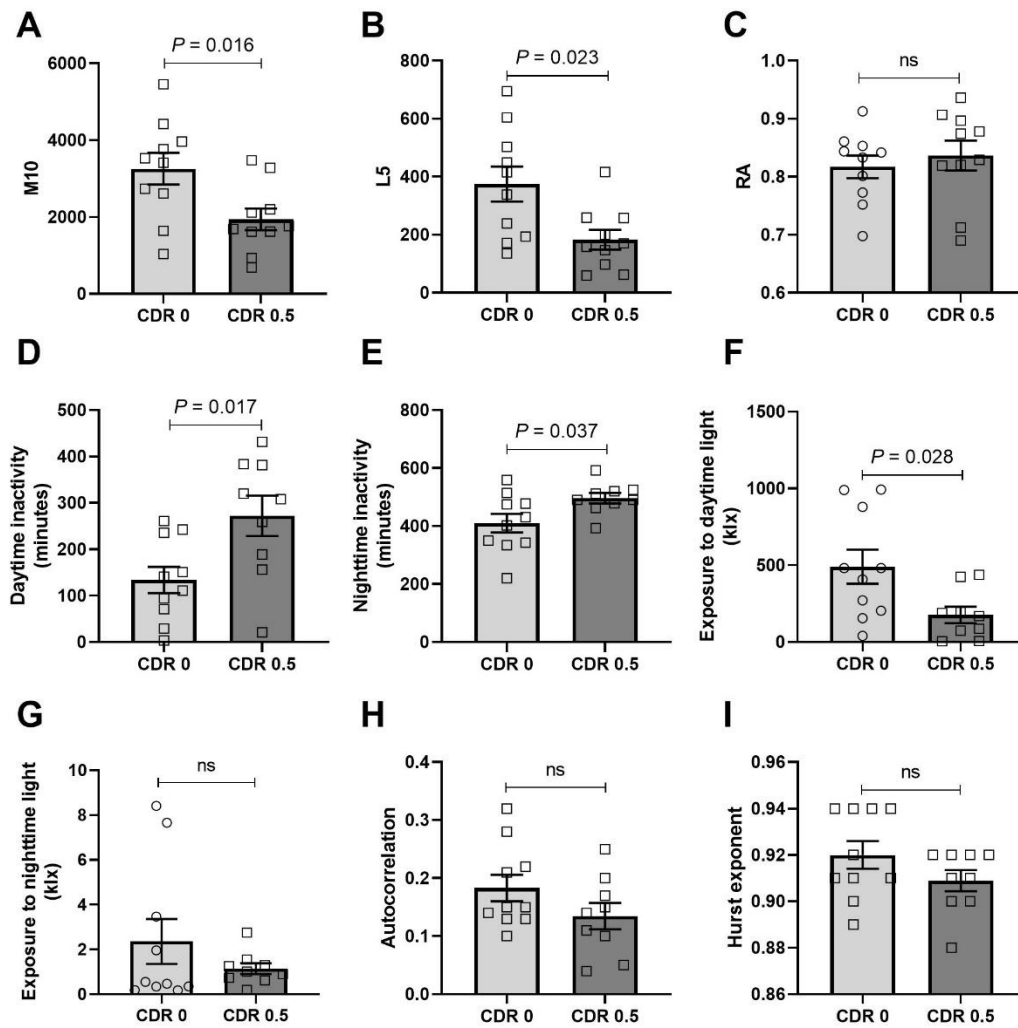 A
P = 0.016
M10
6000
4000
2000
0
CDR 0 CDR 0.5
B
P = 0.023
L5
800
600
400
200
0
CDR 0 CDR 0.5
C
ns
RA
1.0
0.9
0.8
0.7
0.6
CDR 0 CDR 0.5
D
P = 0.017
Daytime inactivity
(minutes)
500
400
300
200
100
0
CDR 0 CDR 0.5
E
P = 0.037
Nighttime inactivity
(minutes)
800
600
400
200
0
CDR 0 CDR 0.5
F
P = 0.028
Exposure to daytime light
(klx)
1500
1000
500
0
CDR 0 CDR 0.5
G
ns
Exposure to nighttime light
(klx)
10
8
6
4
2
0
CDR 0 CDR 0.5
H
ns
Autocorrelation
0.4
0.3
0.2
0.1
0.0
CDR 0 CDR 0.5
I
ns
Hurst exponent
0.96
0.94
0.92
0.90
0.88
0.86
CDR 0 CDR 0.5